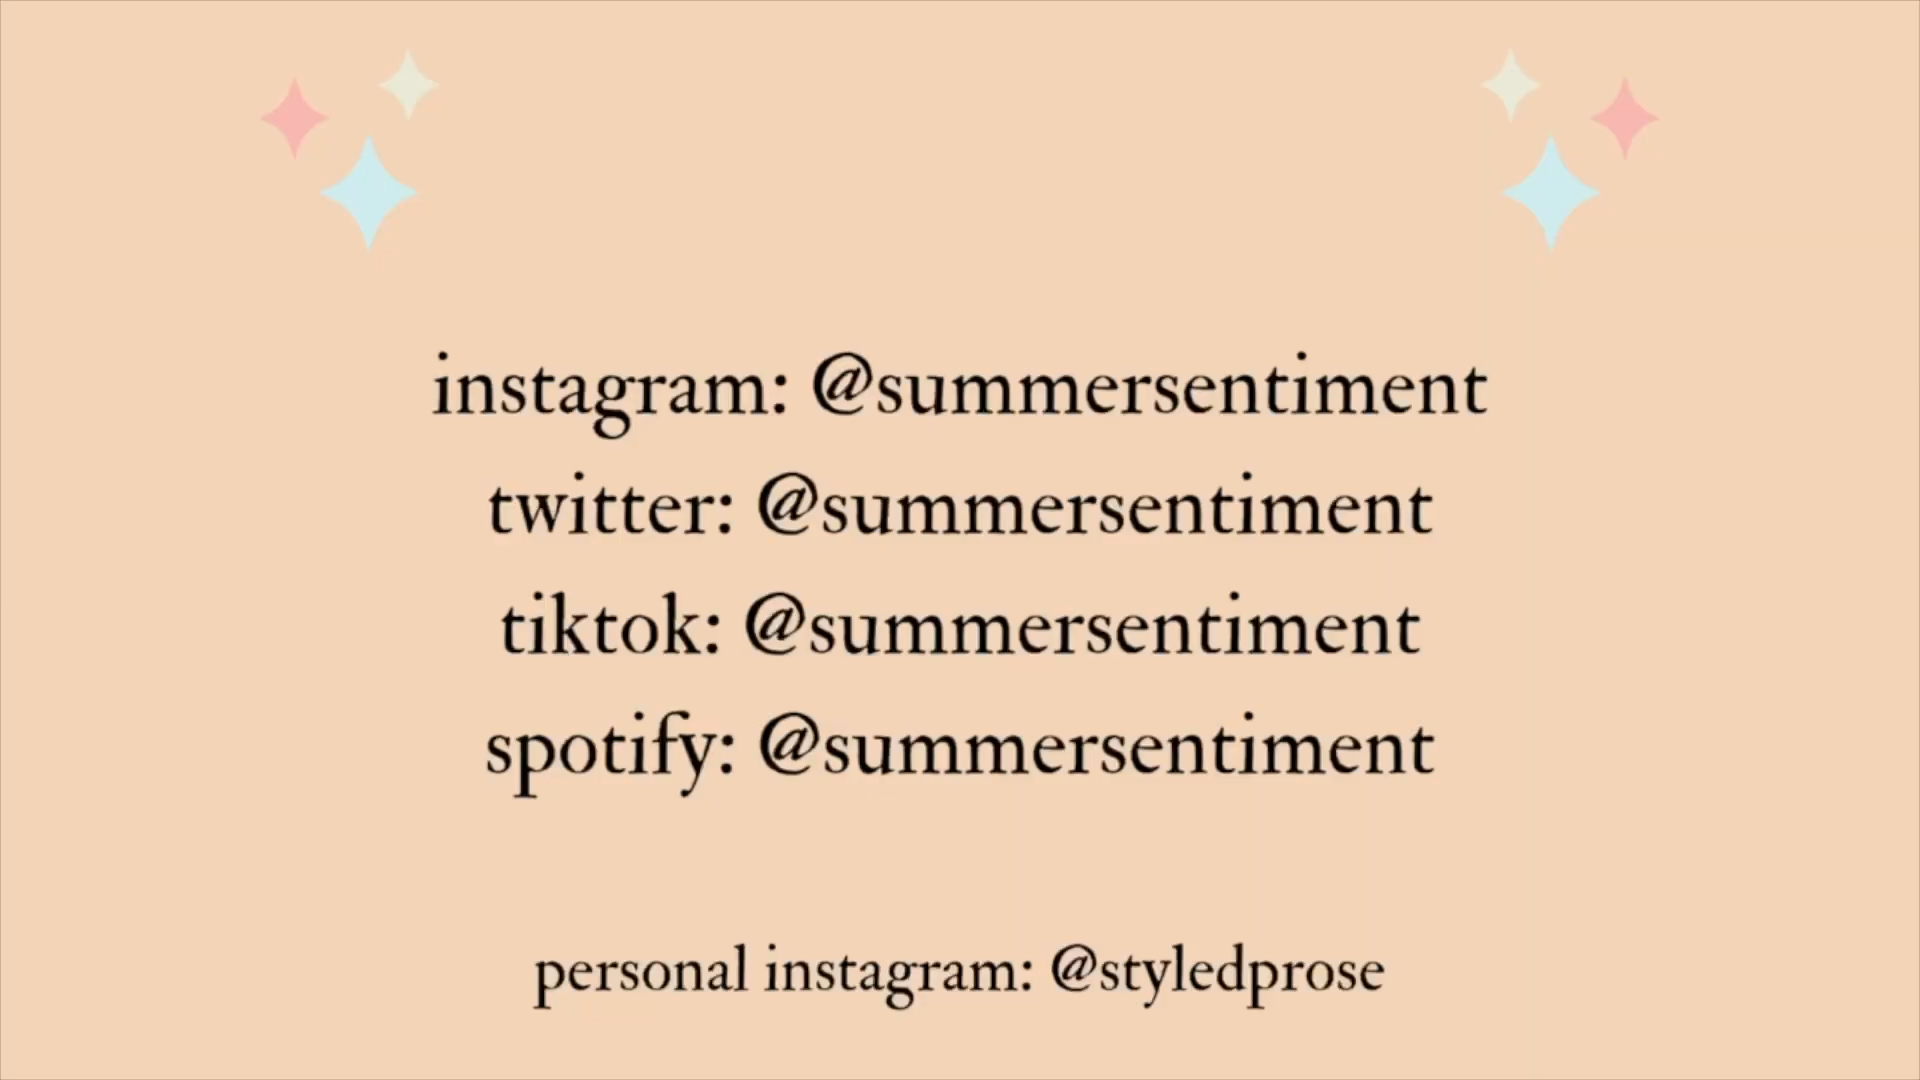 instagram: @summersentiment
twitter: @summersentiment
tiktok: @summersentiment
spotify: @summersentiment
personal instagram: @styledprose